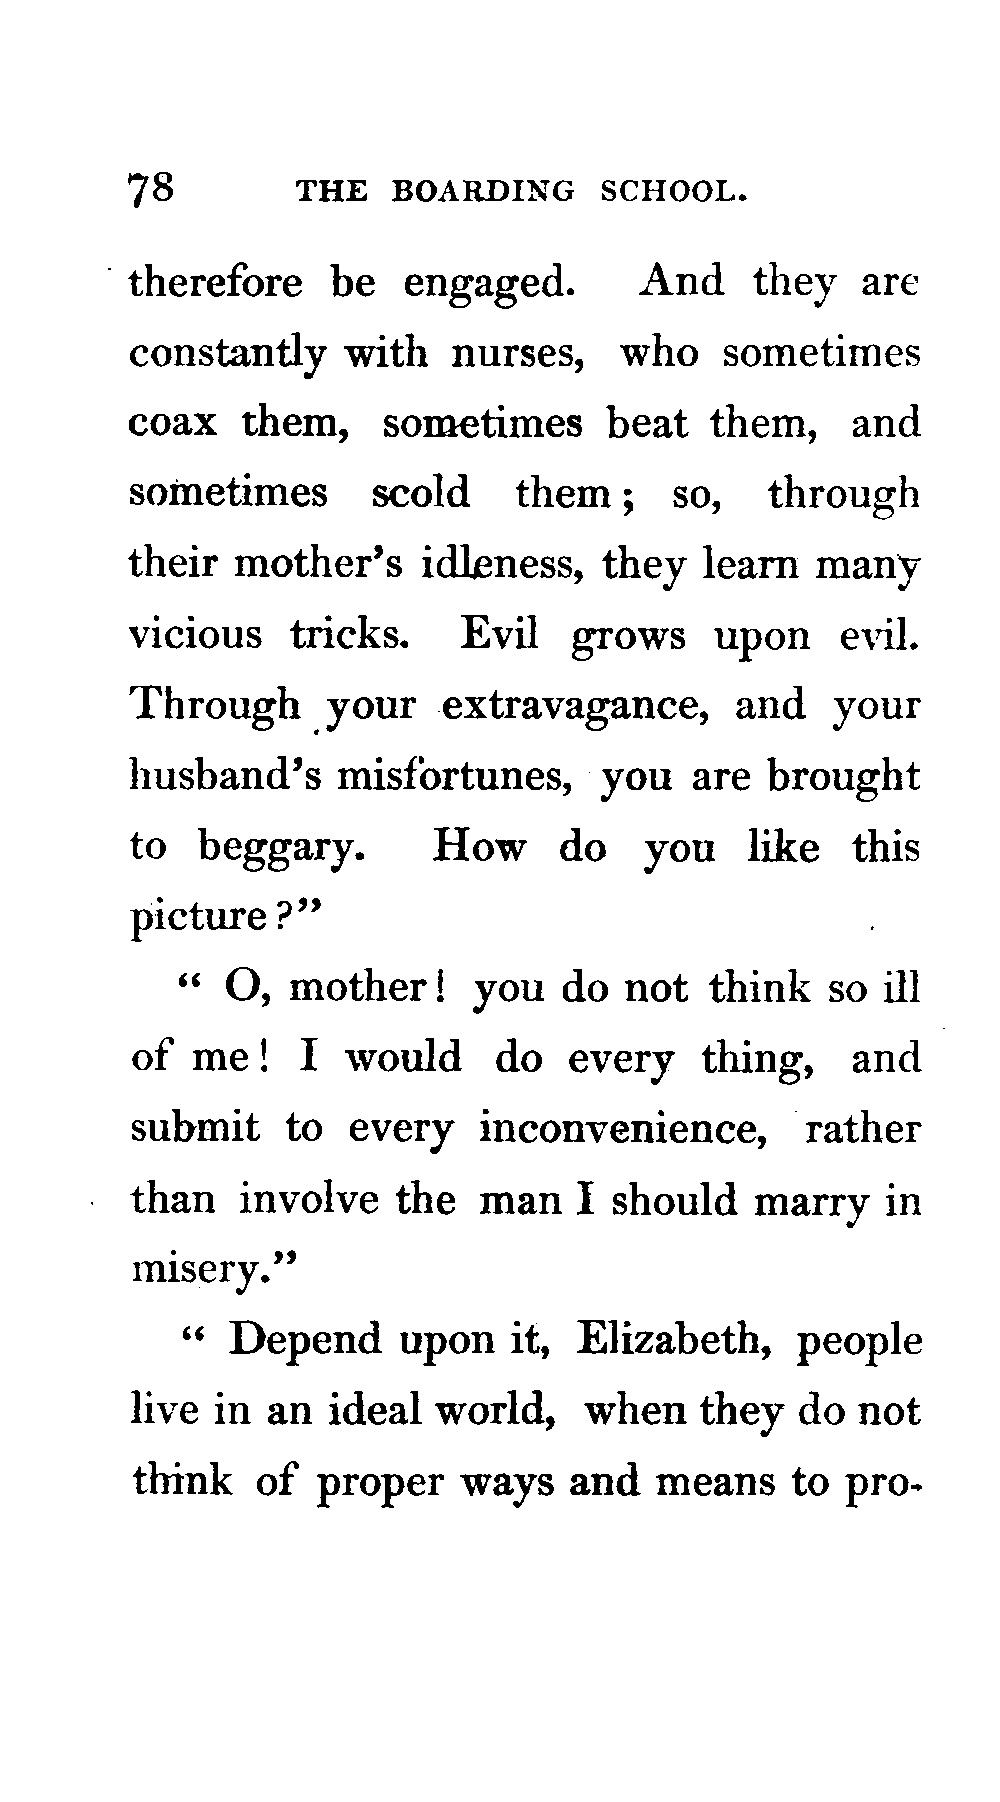 78 THE BOARDING SCHOOL.
therefore be engaged. And they are
constantly with nurses, who sometimes
coax them, sometimes beat them, and
sometimes scold them ; so, through
their mother's idleness, they learn many
vicious tricks. Evil grows upon evil.
Through your extravagance, and your
husband's misfortunes, you are brought
to beggary. How do you like this
picture ?"
" O, mother! you do not think so ill
of me ! I would do every thing, and
submit to every inconvenience, rather
than involve the man I should marry in
misery."
" Depend upon it, Elizabeth, people
live in an ideal world, when they do not
think of proper ways and means to pro-